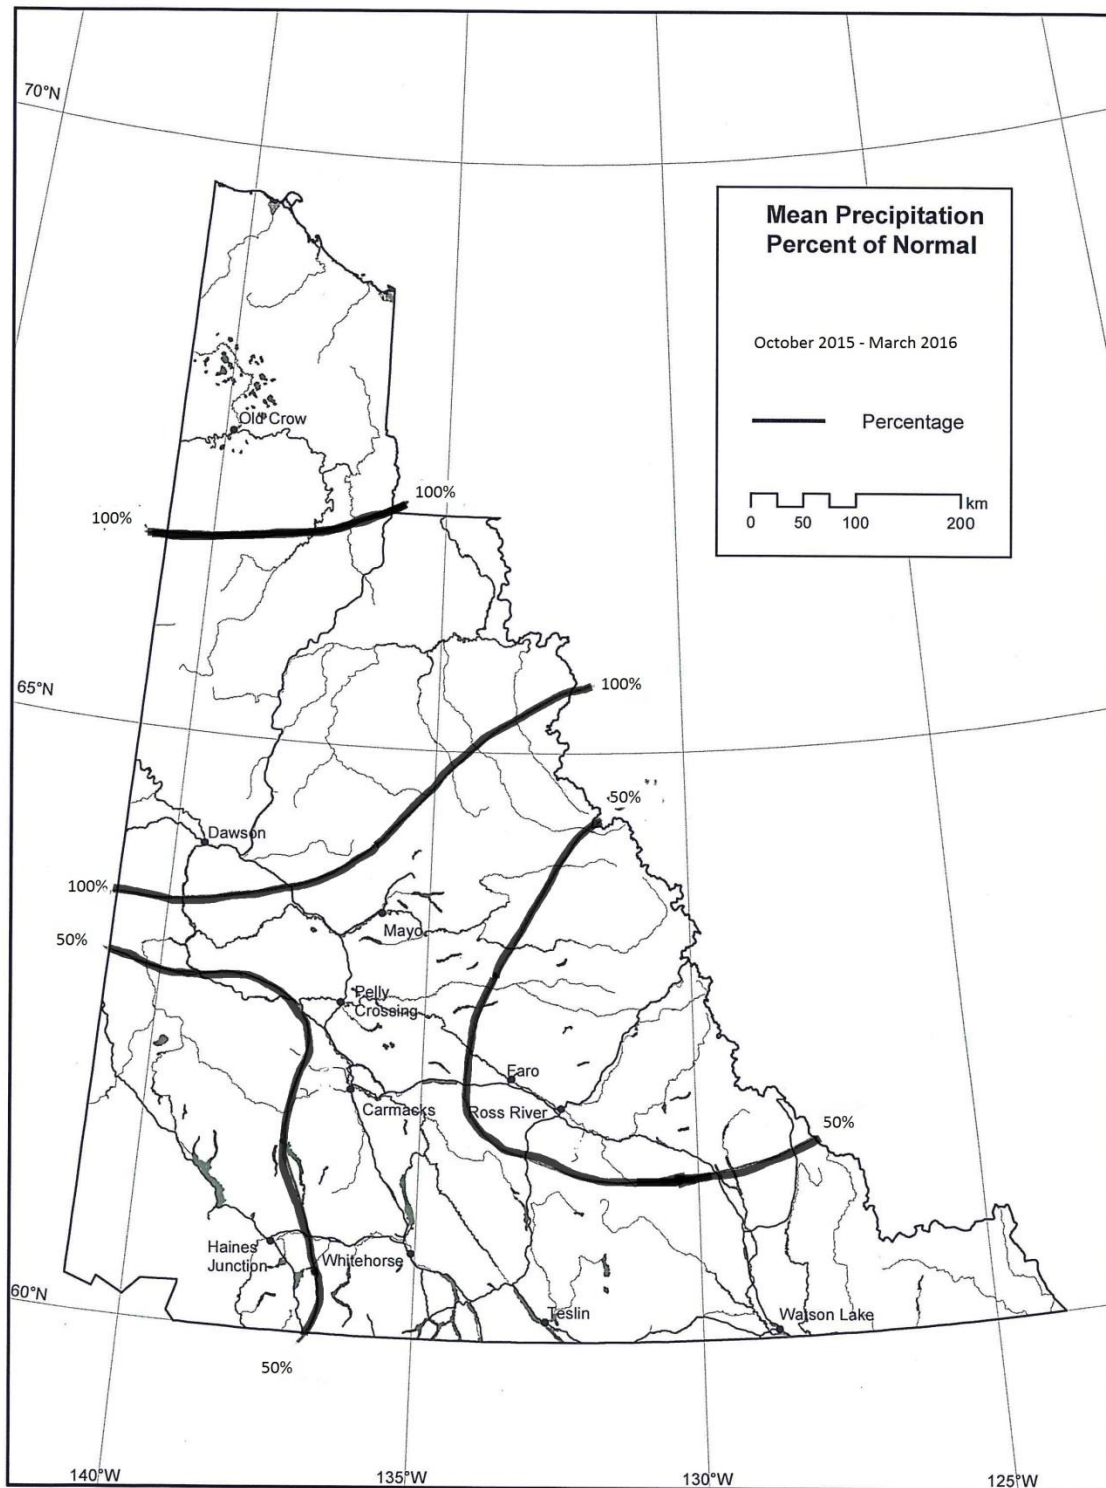 70°N
Mean Precipitation
Percent of Normal
October 2015 - March 2016
Percentage
km
0 50 100 200
Old Crow
100%
100%
65°N
100%
50%
Dawson
100%
Mayo
50%
Pelly
Crossing
Faro
Carmacks
Ross River
50%
Haines
Junction
Whitehorse
60°N
Teslin
Watson Lake
50%
140°W
135°W
130°W
125°W